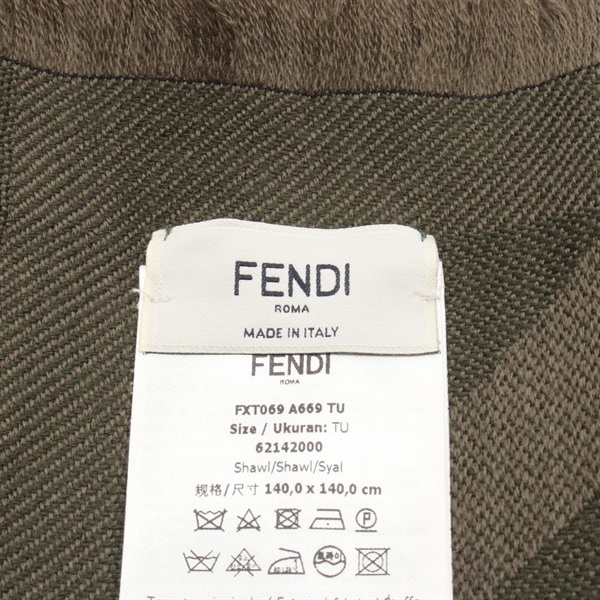 FENDI
ROMA
MADE IN ITALY
FENDI
ROMA
FXT069 A669 TU
Size / Ukuran: TU
62142000
Shawl/Shawl/Syal
规格/尺寸 140,0 x 140,0 cm